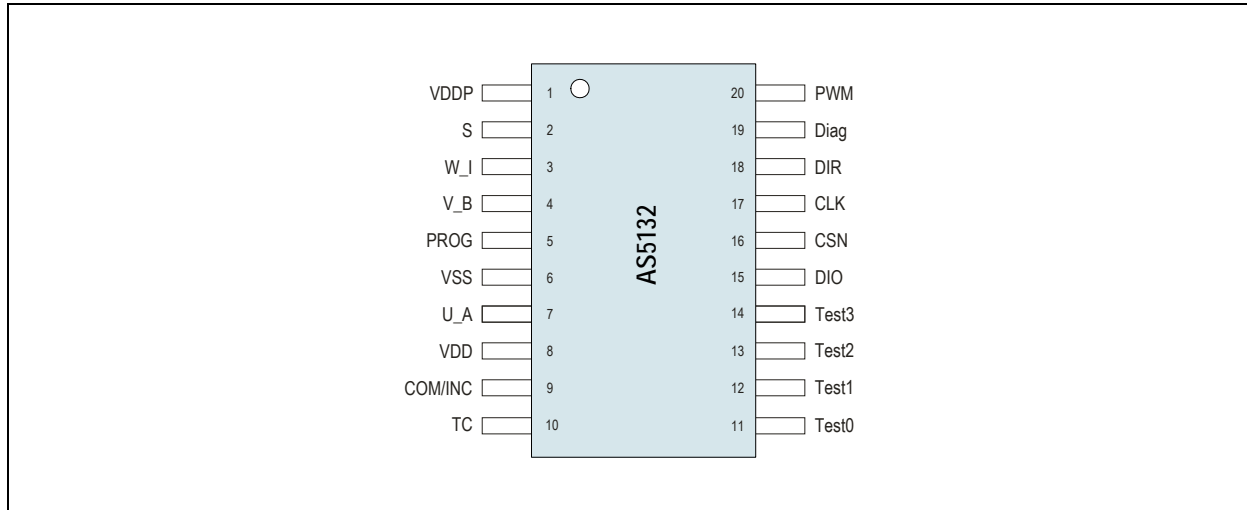 VDDP 1 20 PWM
S 2 19 Diag
W_I 3 18 DIR
V_B 4 17 CLK
PROG 5 16 CSN
VSS 6 15 DIO
U_A 7 14 Test3
VDD 8 13 Test2
COM/INC 9 12 Test1
TC 10 11 Test0
AS5132